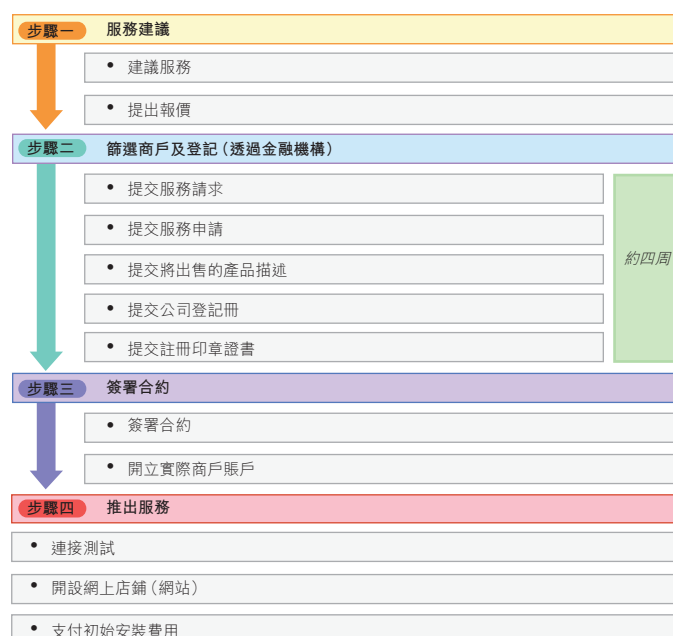 步驟一 服務建議
• 建議服務
• 提出報價
步驟二 篩選商戶及登記（透過金融機構）
• 提交服務請求
• 提交服務申請
• 提交將出售的產品描述
約四周
• 提交公司登記冊
• 提交註冊印章證書
步驟三 簽署合約
• 簽署合約
• 開立實際商戶賬戶
步驟四 推出服務
• 連接測試
• 開設網上店鋪（網站）
• 支付初始安裝費用